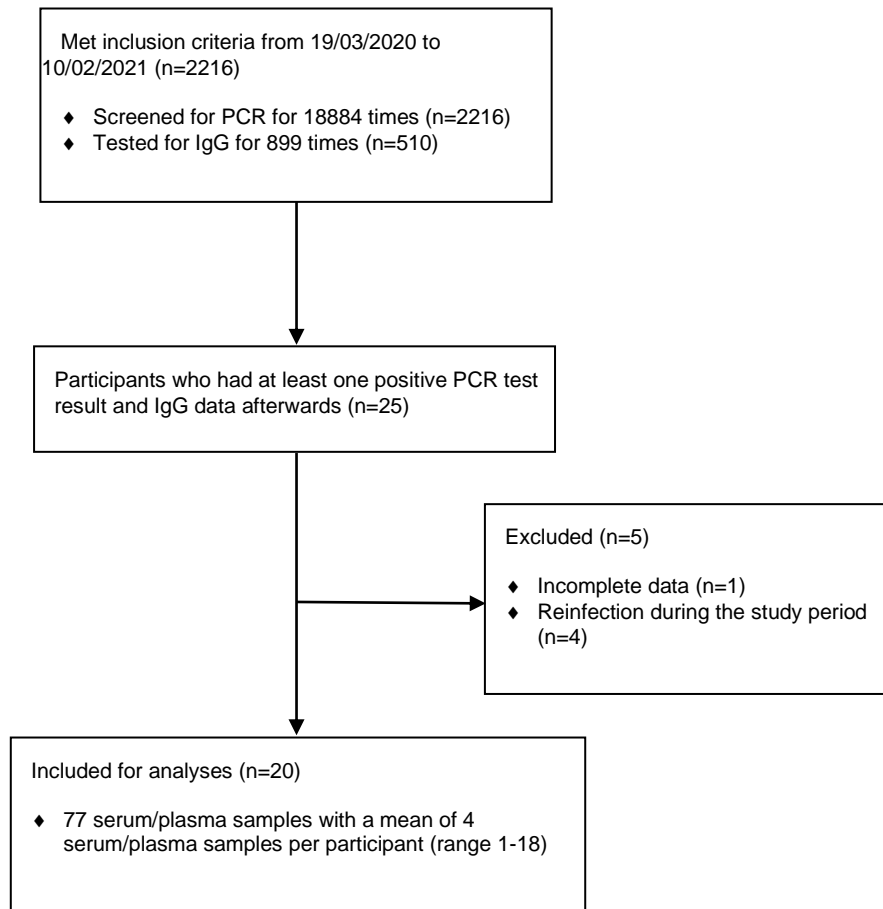 Met inclusion criteria from 19/03/2020 to
10/02/2021 (n=2216)
♦ Screened for PCR for 18884 times (n=2216)
♦ Tested for IgG for 899 times (n=510)
Participants who had at least one positive PCR test
result and IgG data afterwards (n=25)
Excluded (n=5)
♦ Incomplete data (n=1)
♦ Reinfection during the study period
(n=4)
Included for analyses (n=20)
♦ 77 serum/plasma samples with a mean of 4
serum/plasma samples per participant (range 1-18)